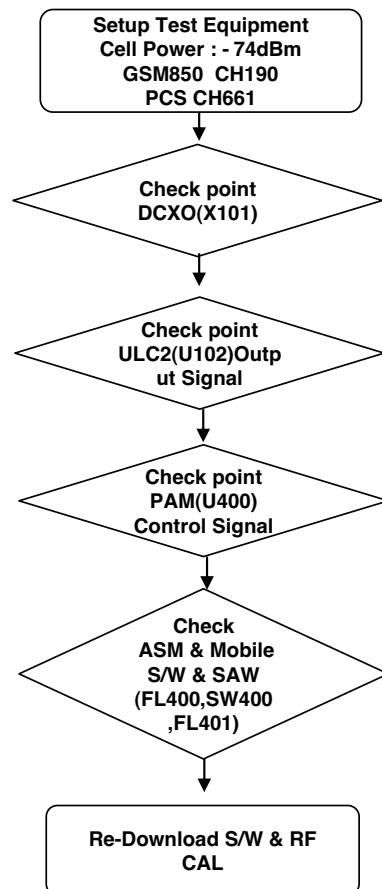 Setup Test Equipment
Cell Power : - 74dBm
GSM850 CH190
PCS CH661
Check point
DCXO(X101)
Check point
ULC2(U102)Outp
ut Signal
Check point
PAM(U400)
Control Signal
Check
ASM & Mobile
S/W & SAW
(FL400,SW400
,FL401)
Re-Download S/W & RF
CAL